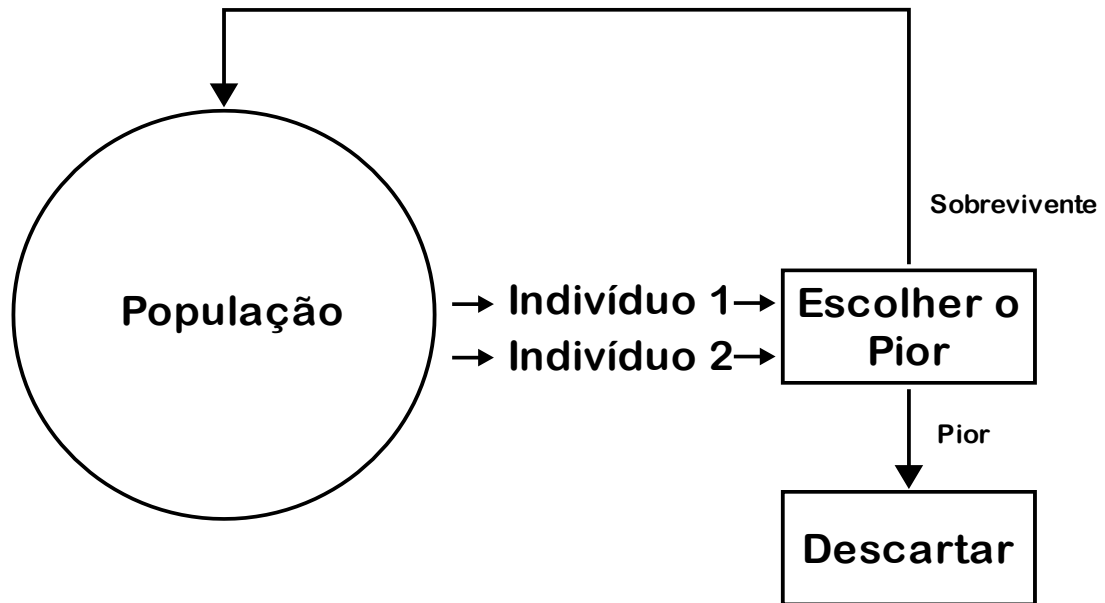 Sobrevivente
População
Indivíduo 1
Indivíduo 2
Escolher o
Pior
Pior
Descartar